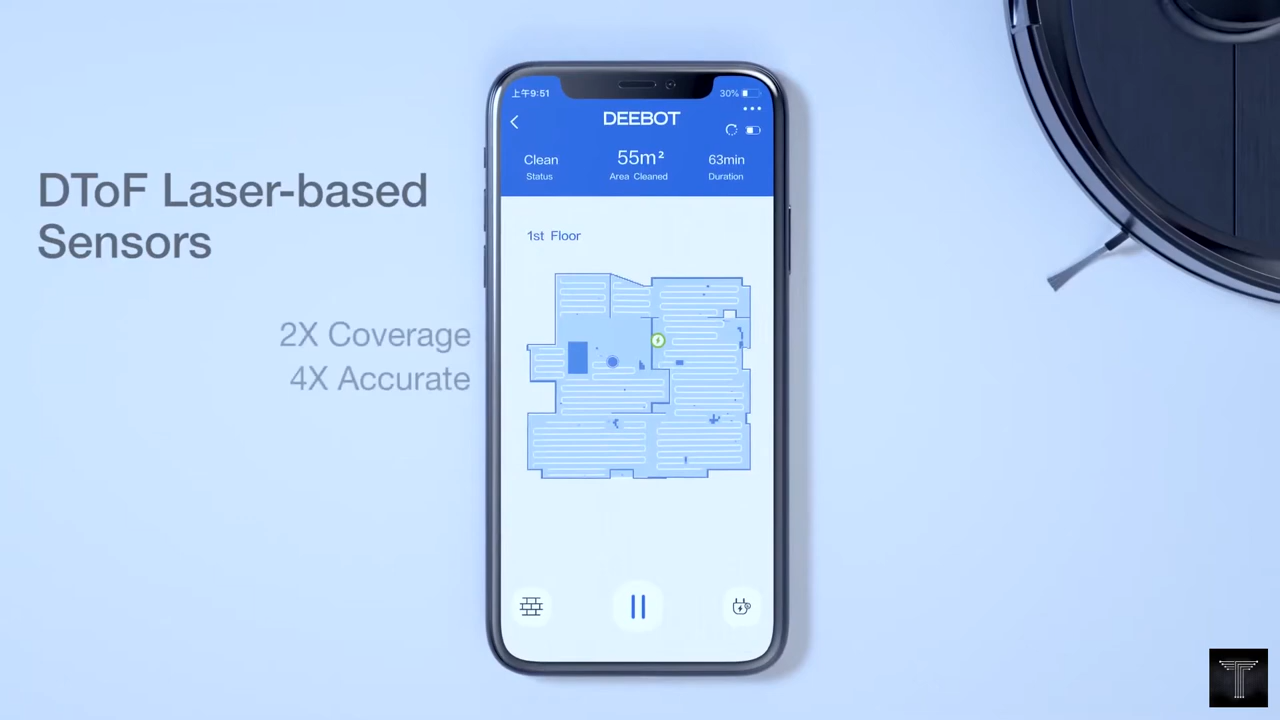 DToF Laser-based
Sensors
2X Coverage
4X Accurate
上午9:51
30%
DEEBOT
Clean
Status
55m²
Area Cleaned
63min
Duration
1st Floor
T